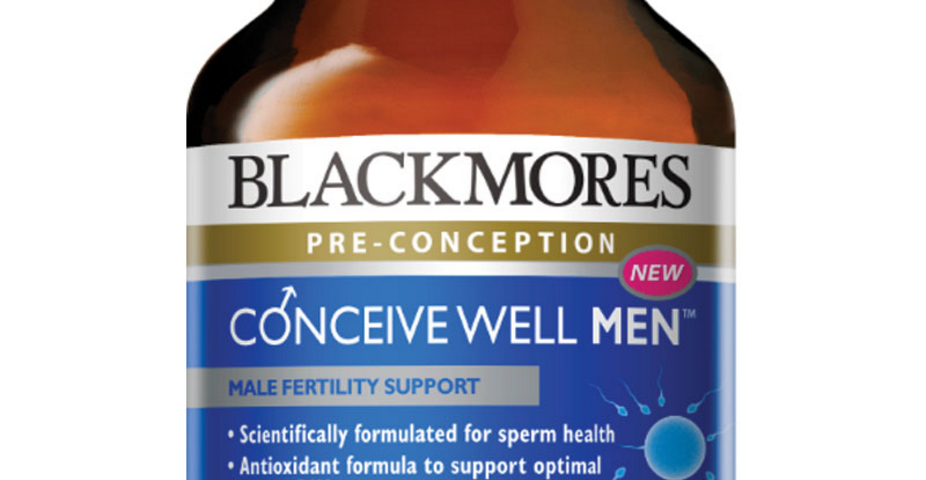 BLACKMORES
PRE-CONCEPTION
NEW
CONCEIVE WELL MEN™
MALE FERTILITY SUPPORT
• Scientifically formulated for sperm health
• Antioxidant formula to support optimal